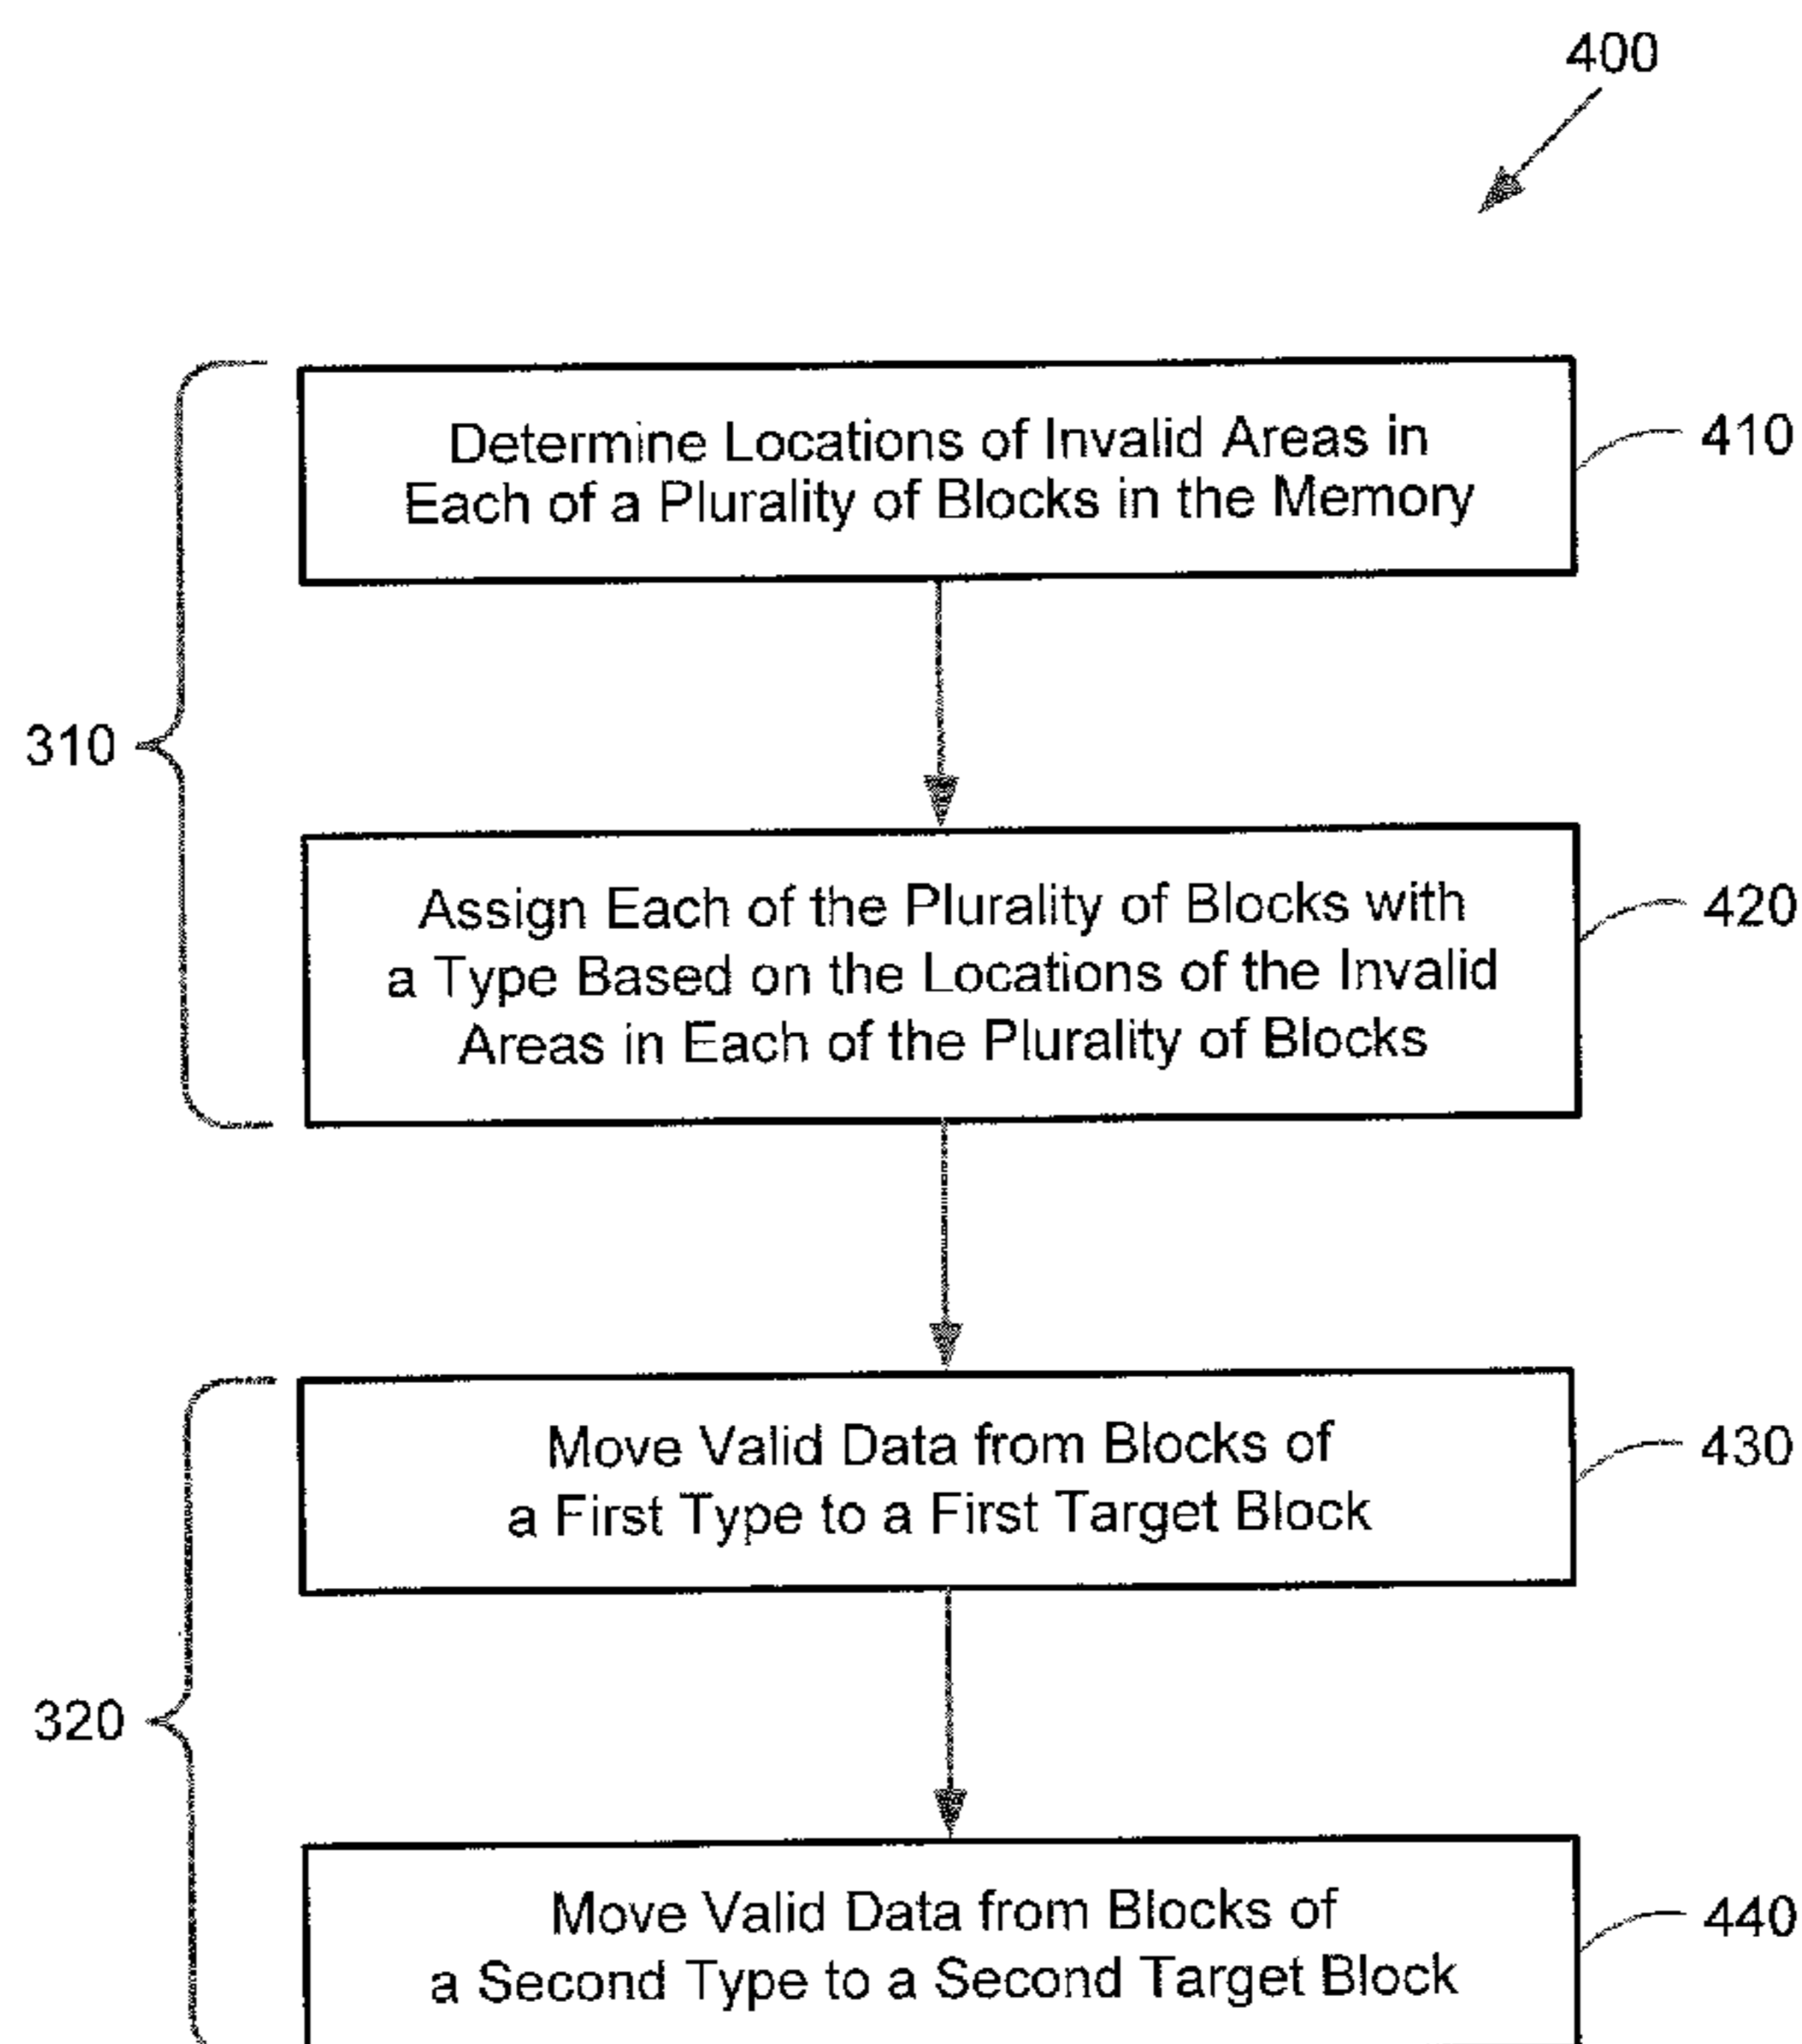 400
Determine Locations of Invalid Areas in
Each of a Plurality of Blocks in the Memory
410
310
Assign Each of the Plurality of Blocks with
a Type Based on the Locations of the Invalid
Areas in Each of the Plurality of Blocks
420
Move Valid Data from Blocks of
a First Type to a First Target Block
430
320
Move Valid Data from Blocks of
a Second Type to a Second Target Block
440